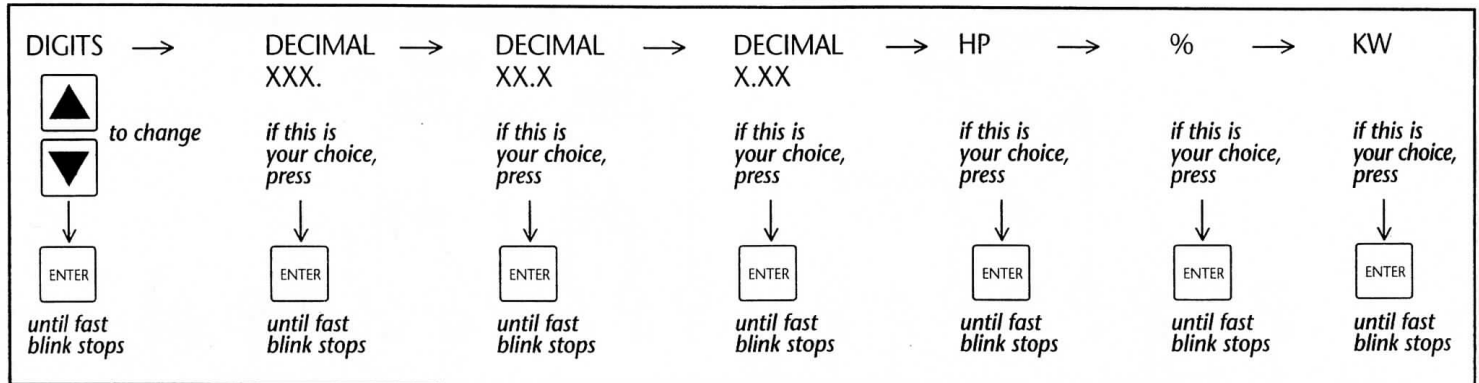 DIGITS → DECIMAL → DECIMAL → DECIMAL → HP → % → KW
XXX. XX.X X.XX
to change
if this is if this is if this is if this is if this is if this is
your choice, your choice, your choice, your choice, your choice, your choice,
press press press press press press
ENTER ENTER ENTER ENTER ENTER ENTER ENTER
until fast until fast until fast until fast until fast until fast until fast
blink stops blink stops blink stops blink stops blink stops blink stops blink stops